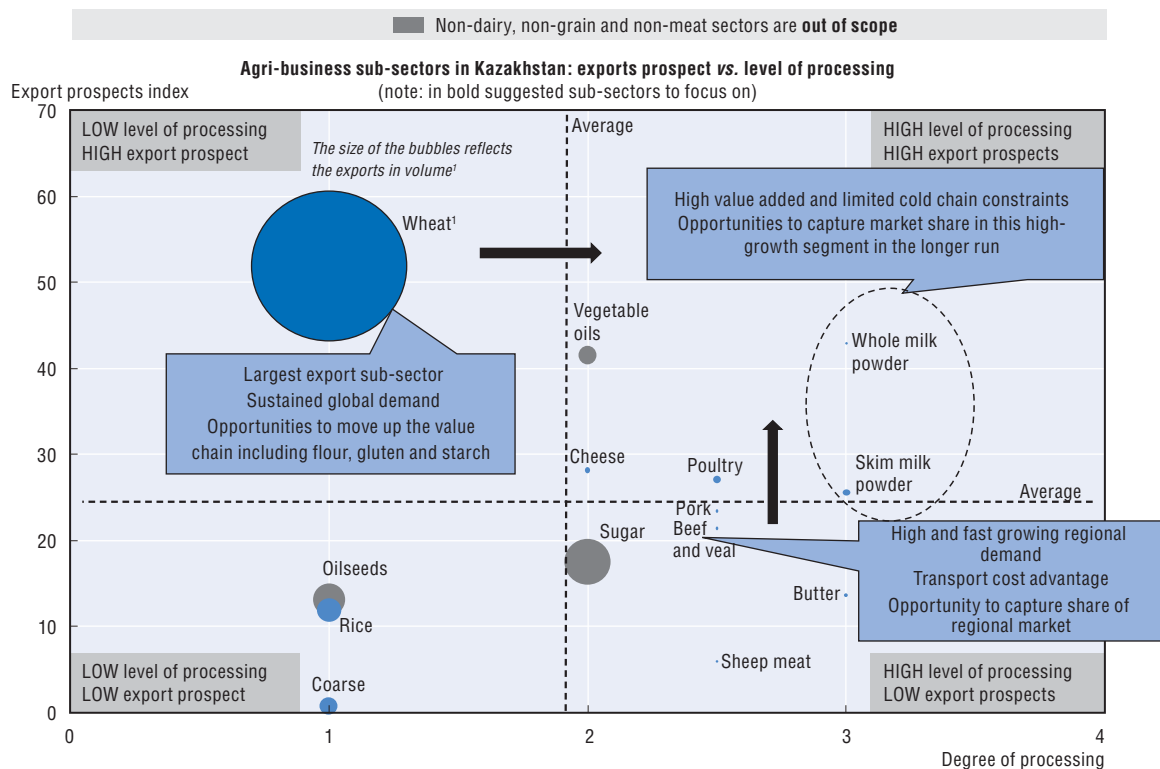 Non-dairy, non-grain and non-meat sectors are out of scope
Agri-business sub-sectors in Kazakhstan: exports prospect vs. level of processing
Export prospects index
(note: in bold suggested sub-sectors to focus on)
70
60
50
40
30
20
10
0
LOW level of processing
HIGH export prospect
The size of the bubbles reflects
the exports in volume¹
Average
HIGH level of processing
HIGH export prospects
Wheat¹
High value added and limited cold chain constraints
Opportunities to capture market share in this high-
growth segment in the longer run
Vegetable
oils
Whole milk
powder
Largest export sub-sector
Sustained global demand
Opportunities to move up the value
chain including flour, gluten and starch
Cheese
Poultry
Skim milk
powder
Average
Pork
Beef
and veal
Sugar
High and fast growing regional
demand
Transport cost advantage
Opportunity to capture share of
regional market
Oilseeds
Rice
Butter
Sheep meat
Coarse
LOW level of processing
LOW export prospect
HIGH level of processing
LOW export prospects
0
1
2
3
4
Degree of processing